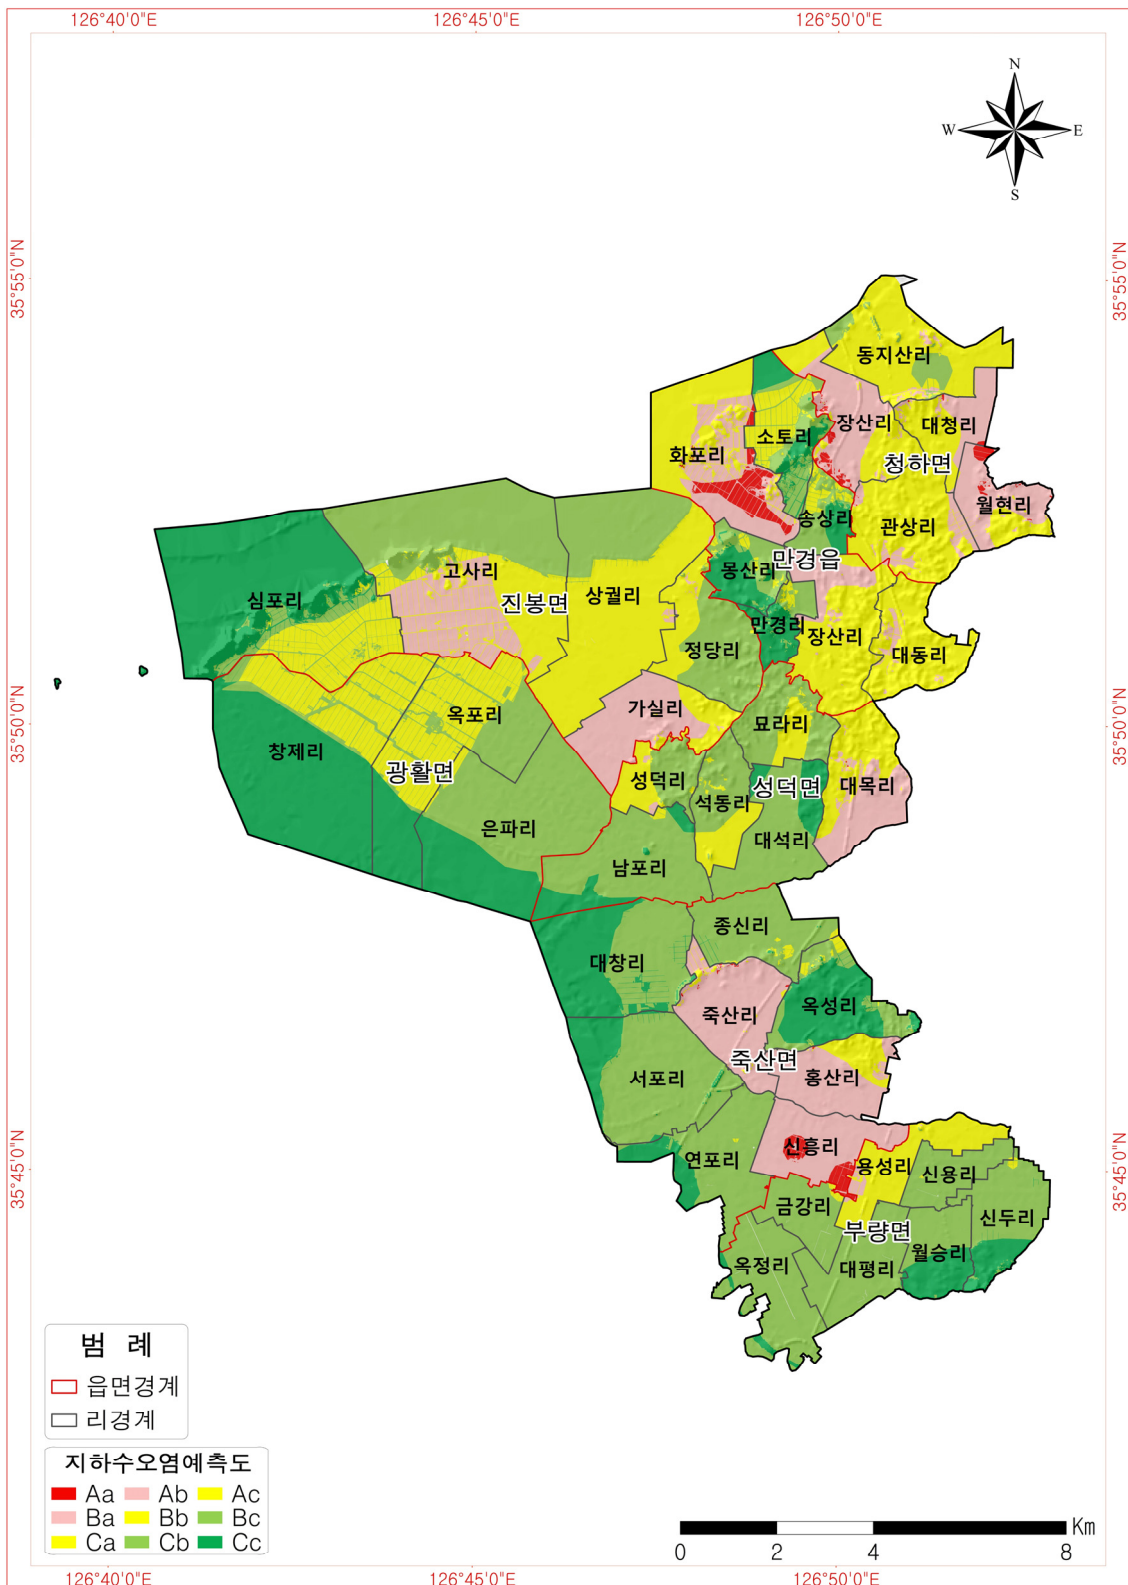 126°40'0"E
126°45'0"E
126°50'0"E
N
W
E
S
35°55'0"N
35°55'0"N
동지산리
장산리
대청리
소토리
화포리
청하면
월현리
송상리
관상리
만경읍
몽산리
고사리
심포리
진봉면
상궐리
만경리
장산리
정당리
대동리
가실리
옥포리
묘라리
35°50'0"N
35°50'0"N
창제리
광활면
성덕리
성덕면
대목리
석동리
은파리
대석리
남포리
종신리
대창리
옥성리
죽산리
죽산면
서포리
홍산리
신흥리
연포리
용성리
신용리
35°45'0"N
35°45'0"N
금강리
신두리
부량면
월승리
옥정리
대평리
범 례
읍면경계
리경계
지하수오염예측도
Aa Ab Ac
Ba Bb Bc
Ca Cb Cc
Km
0 2 4 8
126°40'0"E
126°45'0"E
126°50'0"E